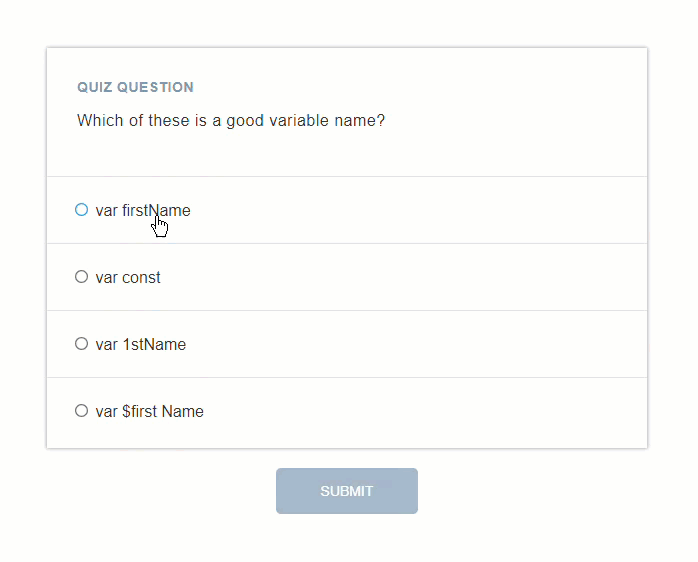 QUIZ QUESTION
Which of these is a good variable name?
var firstName
var const
var 1stName
var $first Name
SUBMIT